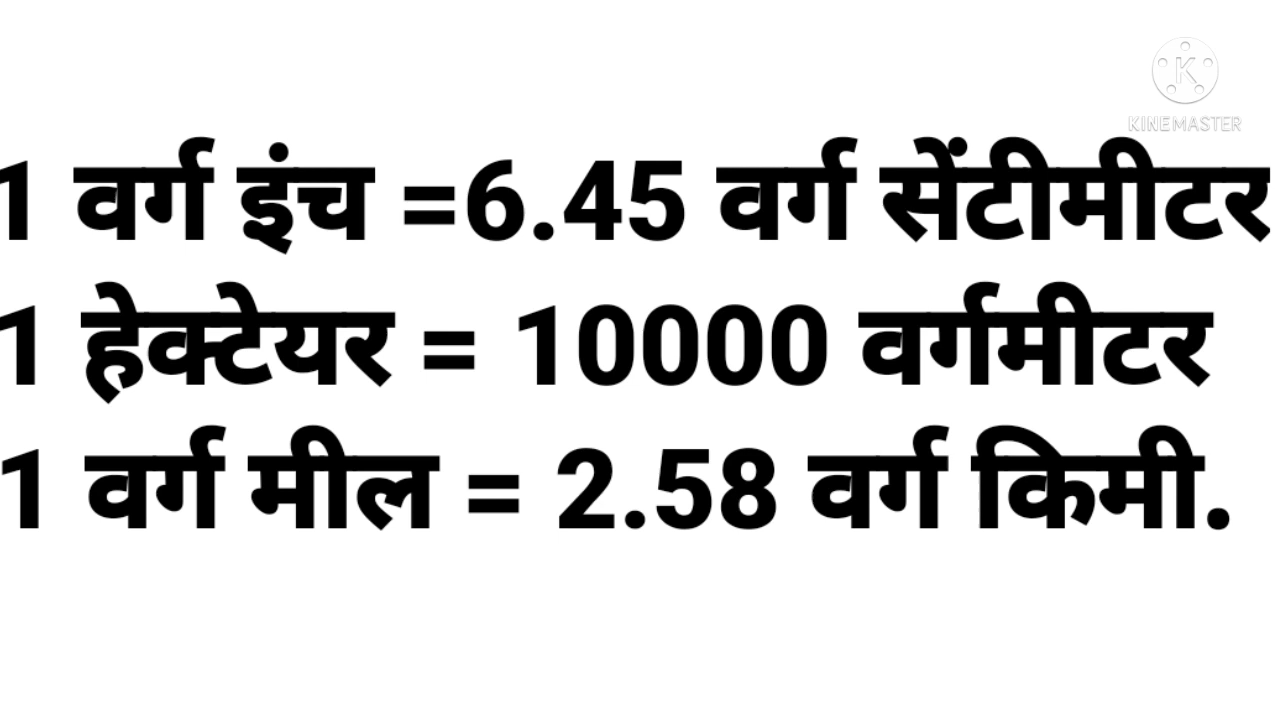 KINEMASTER
1 वर्ग इंच =6.45 वर्ग सेंटीमीटर
1 हेक्टेयर = 10000 वर्गमीटर
1 वर्ग मील = 2.58 वर्ग किमी.